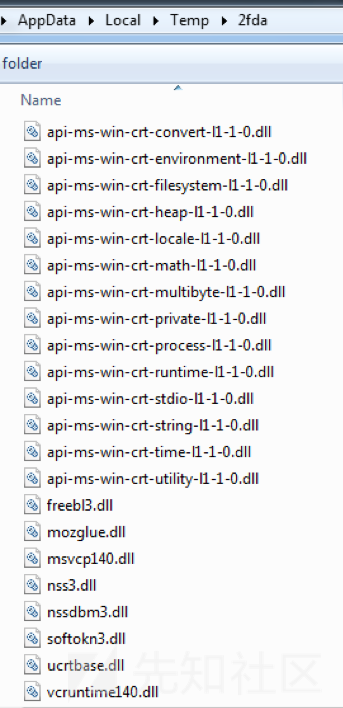 AppData ▸ Local ▸ Temp ▸ 2fda
folder
Name
api-ms-win-crt-convert-l1-1-0.dll
api-ms-win-crt-environment-l1-1-0.dll
api-ms-win-crt-filesystem-l1-1-0.dll
api-ms-win-crt-heap-l1-1-0.dll
api-ms-win-crt-locale-l1-1-0.dll
api-ms-win-crt-math-l1-1-0.dll
api-ms-win-crt-multibyte-l1-1-0.dll
api-ms-win-crt-private-l1-1-0.dll
api-ms-win-crt-process-l1-1-0.dll
api-ms-win-crt-runtime-l1-1-0.dll
api-ms-win-crt-stdio-l1-1-0.dll
api-ms-win-crt-string-l1-1-0.dll
api-ms-win-crt-time-l1-1-0.dll
api-ms-win-crt-utility-l1-1-0.dll
freebl3.dll
mozglue.dll
msvcp140.dll
nss3.dll
nssdbm3.dll
softokn3.dll
ucrtbase.dll
vcruntime140.dll
先知社区